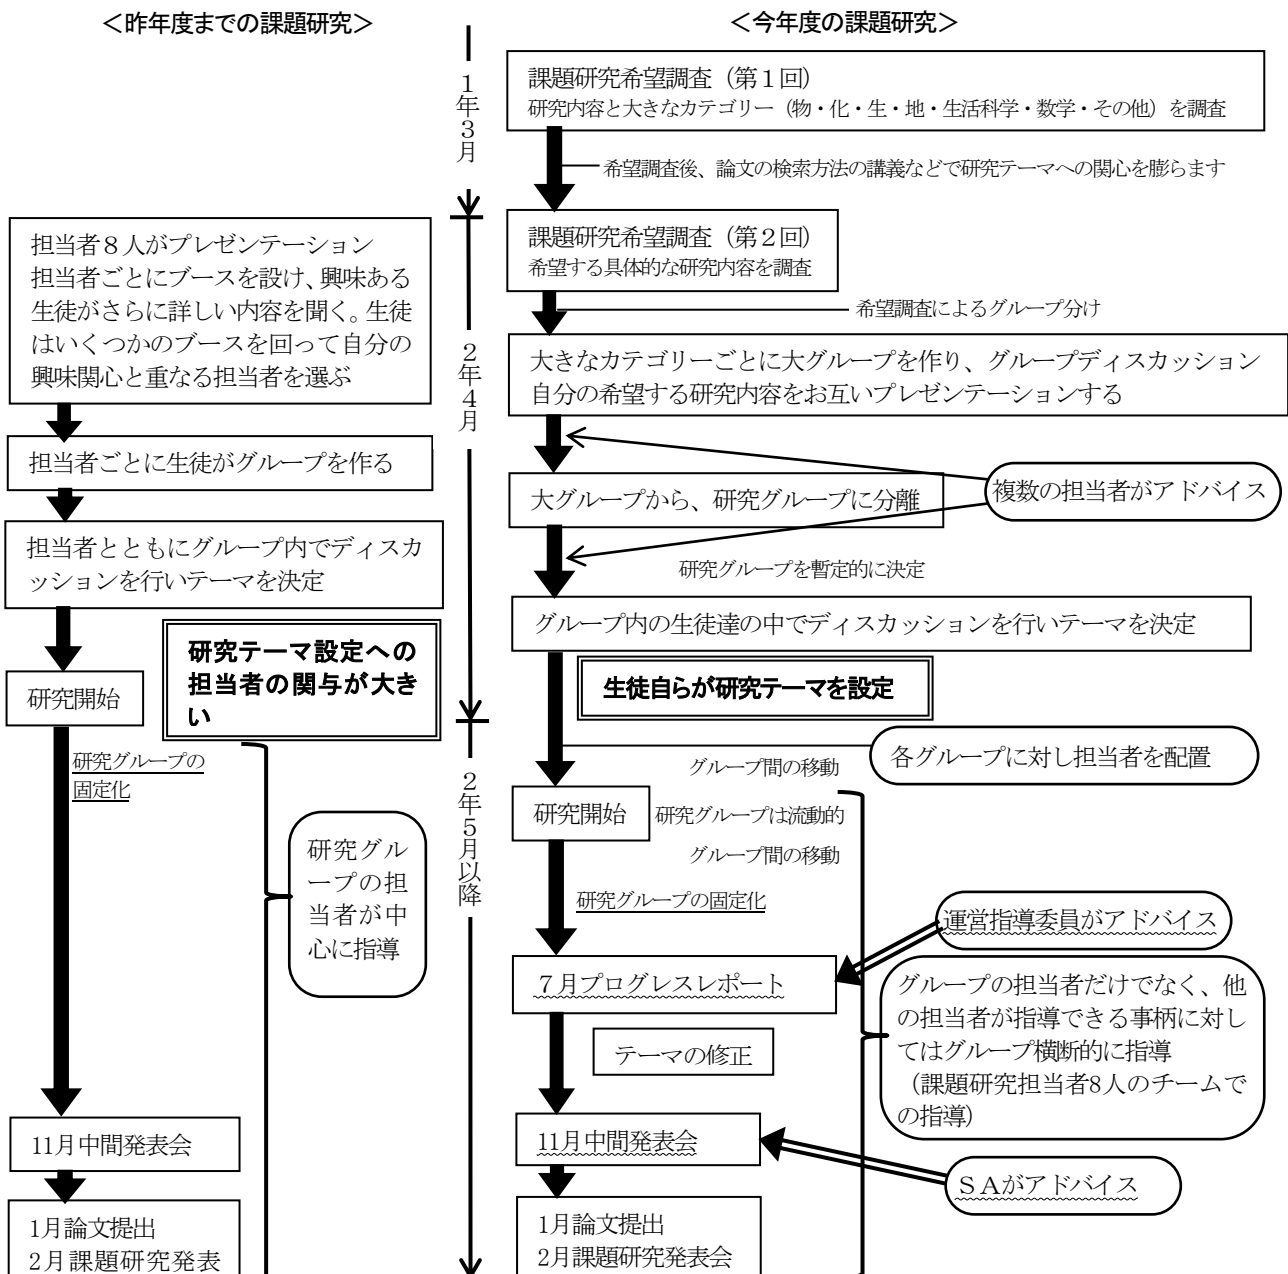 ＜昨年度までの課題研究＞
＜今年度の課題研究＞
１年３月
課題研究希望調査（第１回）
研究内容と大きなカテゴリー（物・化・生・地・生活科学・数学・その他）を調査
希望調査後、論文の検索方法の講義などで研究テーマへの関心を膨らます
２年４月
担当者８人がプレゼンテーション
担当者ごとにブースを設け、興味ある
生徒がさらに詳しい内容を聞く。生徒
はいくつかのブースを回って自分の
興味関心と重なる担当者を選ぶ
担当者ごとに生徒がグループを作る
担当者とともにグループ内でディスカ
ッションを行いテーマを決定
研究テーマ設定への
担当者の関与が大き
い
研究開始
研究グループの
固定化
研究グル
ープの担
当者が中
心に指導
11月中間発表会
1月論文提出
2月課題研究発表
課題研究希望調査（第２回）
希望する具体的な研究内容を調査
希望調査によるグループ分け
大きなカテゴリーごとに大グループを作り、グループディスカッション
自分の希望する研究内容をお互いプレゼンテーションする
複数の担当者がアドバイス
大グループから、研究グループに分離
研究グループを暫定的に決定
グループ内の生徒達の中でディスカッションを行いテーマを決定
生徒自らが研究テーマを設定
２年５月以降
各グループに対し担当者を配置
グループ間の移動
研究開始
研究グループは流動的
グループ間の移動
研究グループの固定化
運営指導委員がアドバイス
７月プログレスレポート
グループの担当者だけでなく、他
の担当者が指導できる事柄に対し
てはグループ横断的に指導
（課題研究担当者8人のチームで
の指導）
テーマの修正
11月中間発表会
ＳＡがアドバイス
1月論文提出
2月課題研究発表会